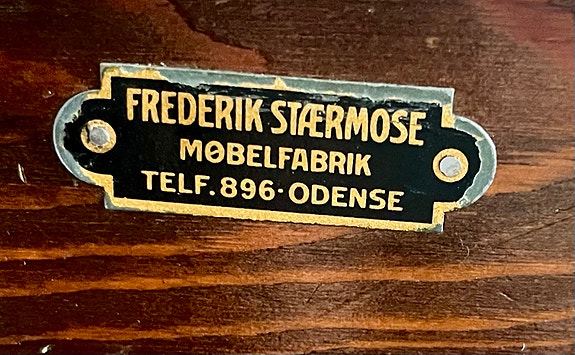 FREDERIK STÆRMOSE
MØBELFABRIK
TELF. 896 · ODENSE